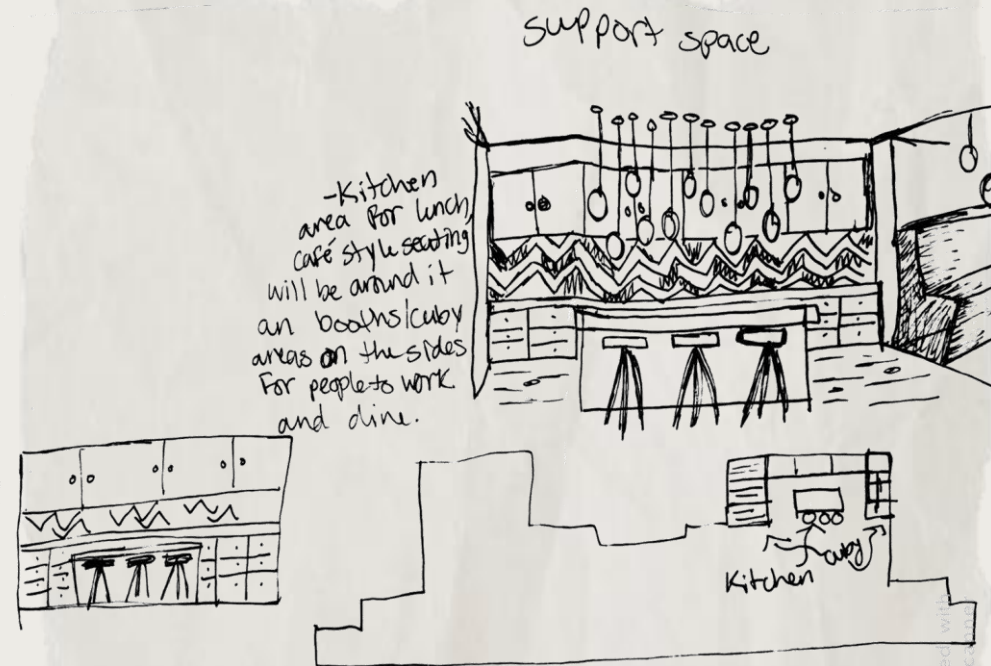 support space
-Kitchen
area for lunch,
café style seating
will be around it
an booths/cuby
areas on the sides
For people to work
and dine.
cuby
Kitchen